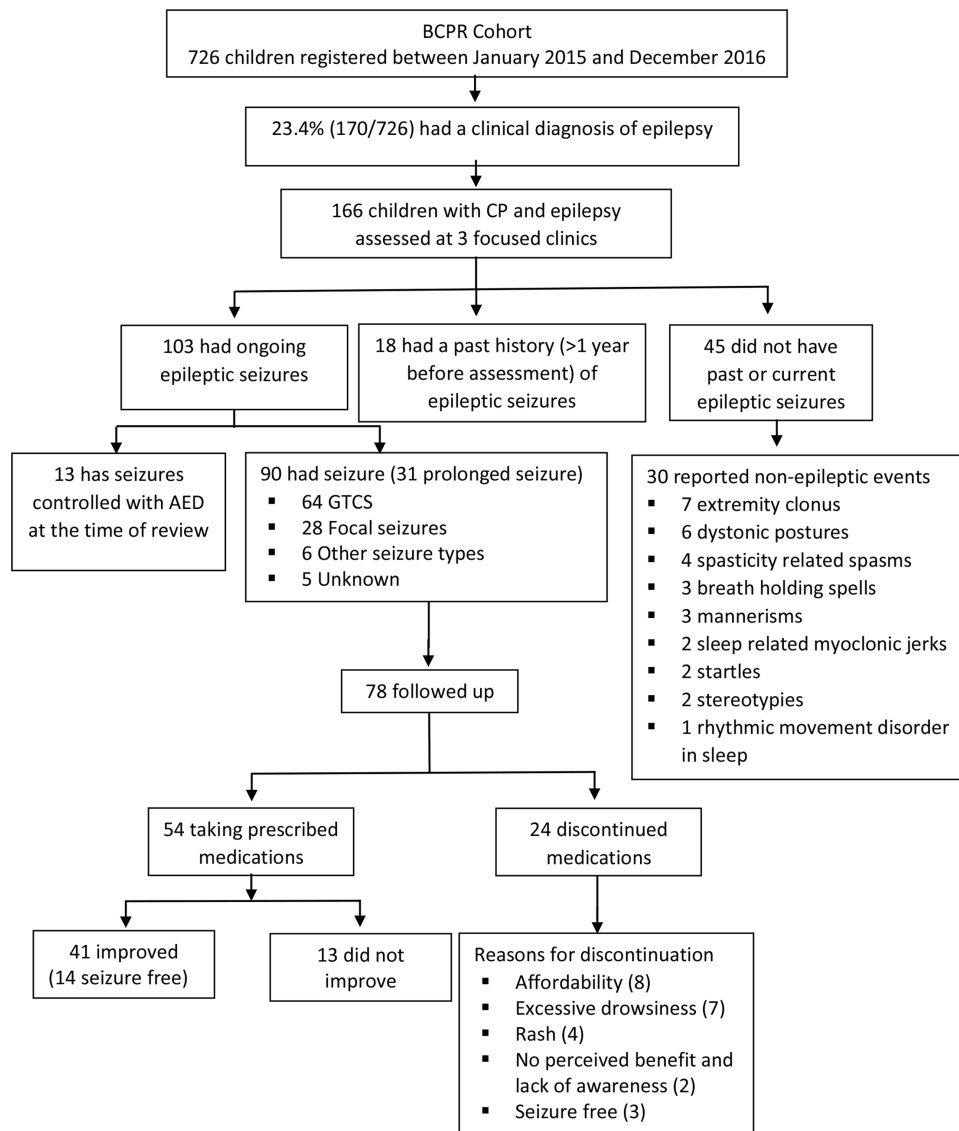 BCPR Cohort
726 children registered between January 2015 and December 2016
23.4% (170/726) had a clinical diagnosis of epilepsy
166 children with CP and epilepsy
assessed at 3 focused clinics
103 had ongoing
epileptic seizures
18 had a past history (>1 year
before assessment) of
epileptic seizures
45 did not have
past or current
epileptic seizures
13 has seizures
controlled with AED
at the time of review
90 had seizure (31 prolonged seizure)
▪ 64 GTCS
▪ 28 Focal seizures
▪ 6 Other seizure types
▪ 5 Unknown
30 reported non-epileptic events
▪ 7 extremity clonus
▪ 6 dystonic postures
▪ 4 spasticity related spasms
▪ 3 breath holding spells
▪ 3 mannerisms
▪ 2 sleep related myoclonic jerks
▪ 2 startles
▪ 2 stereotypies
▪ 1 rhythmic movement disorder
in sleep
78 followed up
54 taking prescribed
medications
24 discontinued
medications
41 improved
(14 seizure free)
13 did not
improve
Reasons for discontinuation
▪ Affordability (8)
▪ Excessive drowsiness (7)
▪ Rash (4)
▪ No perceived benefit and
lack of awareness (2)
▪ Seizure free (3)